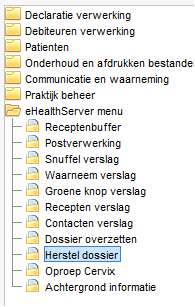 Declaratie verwerking
Debiteuren verwerking
Patienten
Onderhoud en afdrukken bestande
Communicatie en waarneming
Praktijk beheer
eHealthServer menu
Receptenbuffer
Postverwerking
Snuffel verslag
Waarneem verslag
Groene knop verslag
Recepten verslag
Contacten verslag
Dossier overzetten
Herstel dossier
Oproep Cervix
Achtergrond informatie